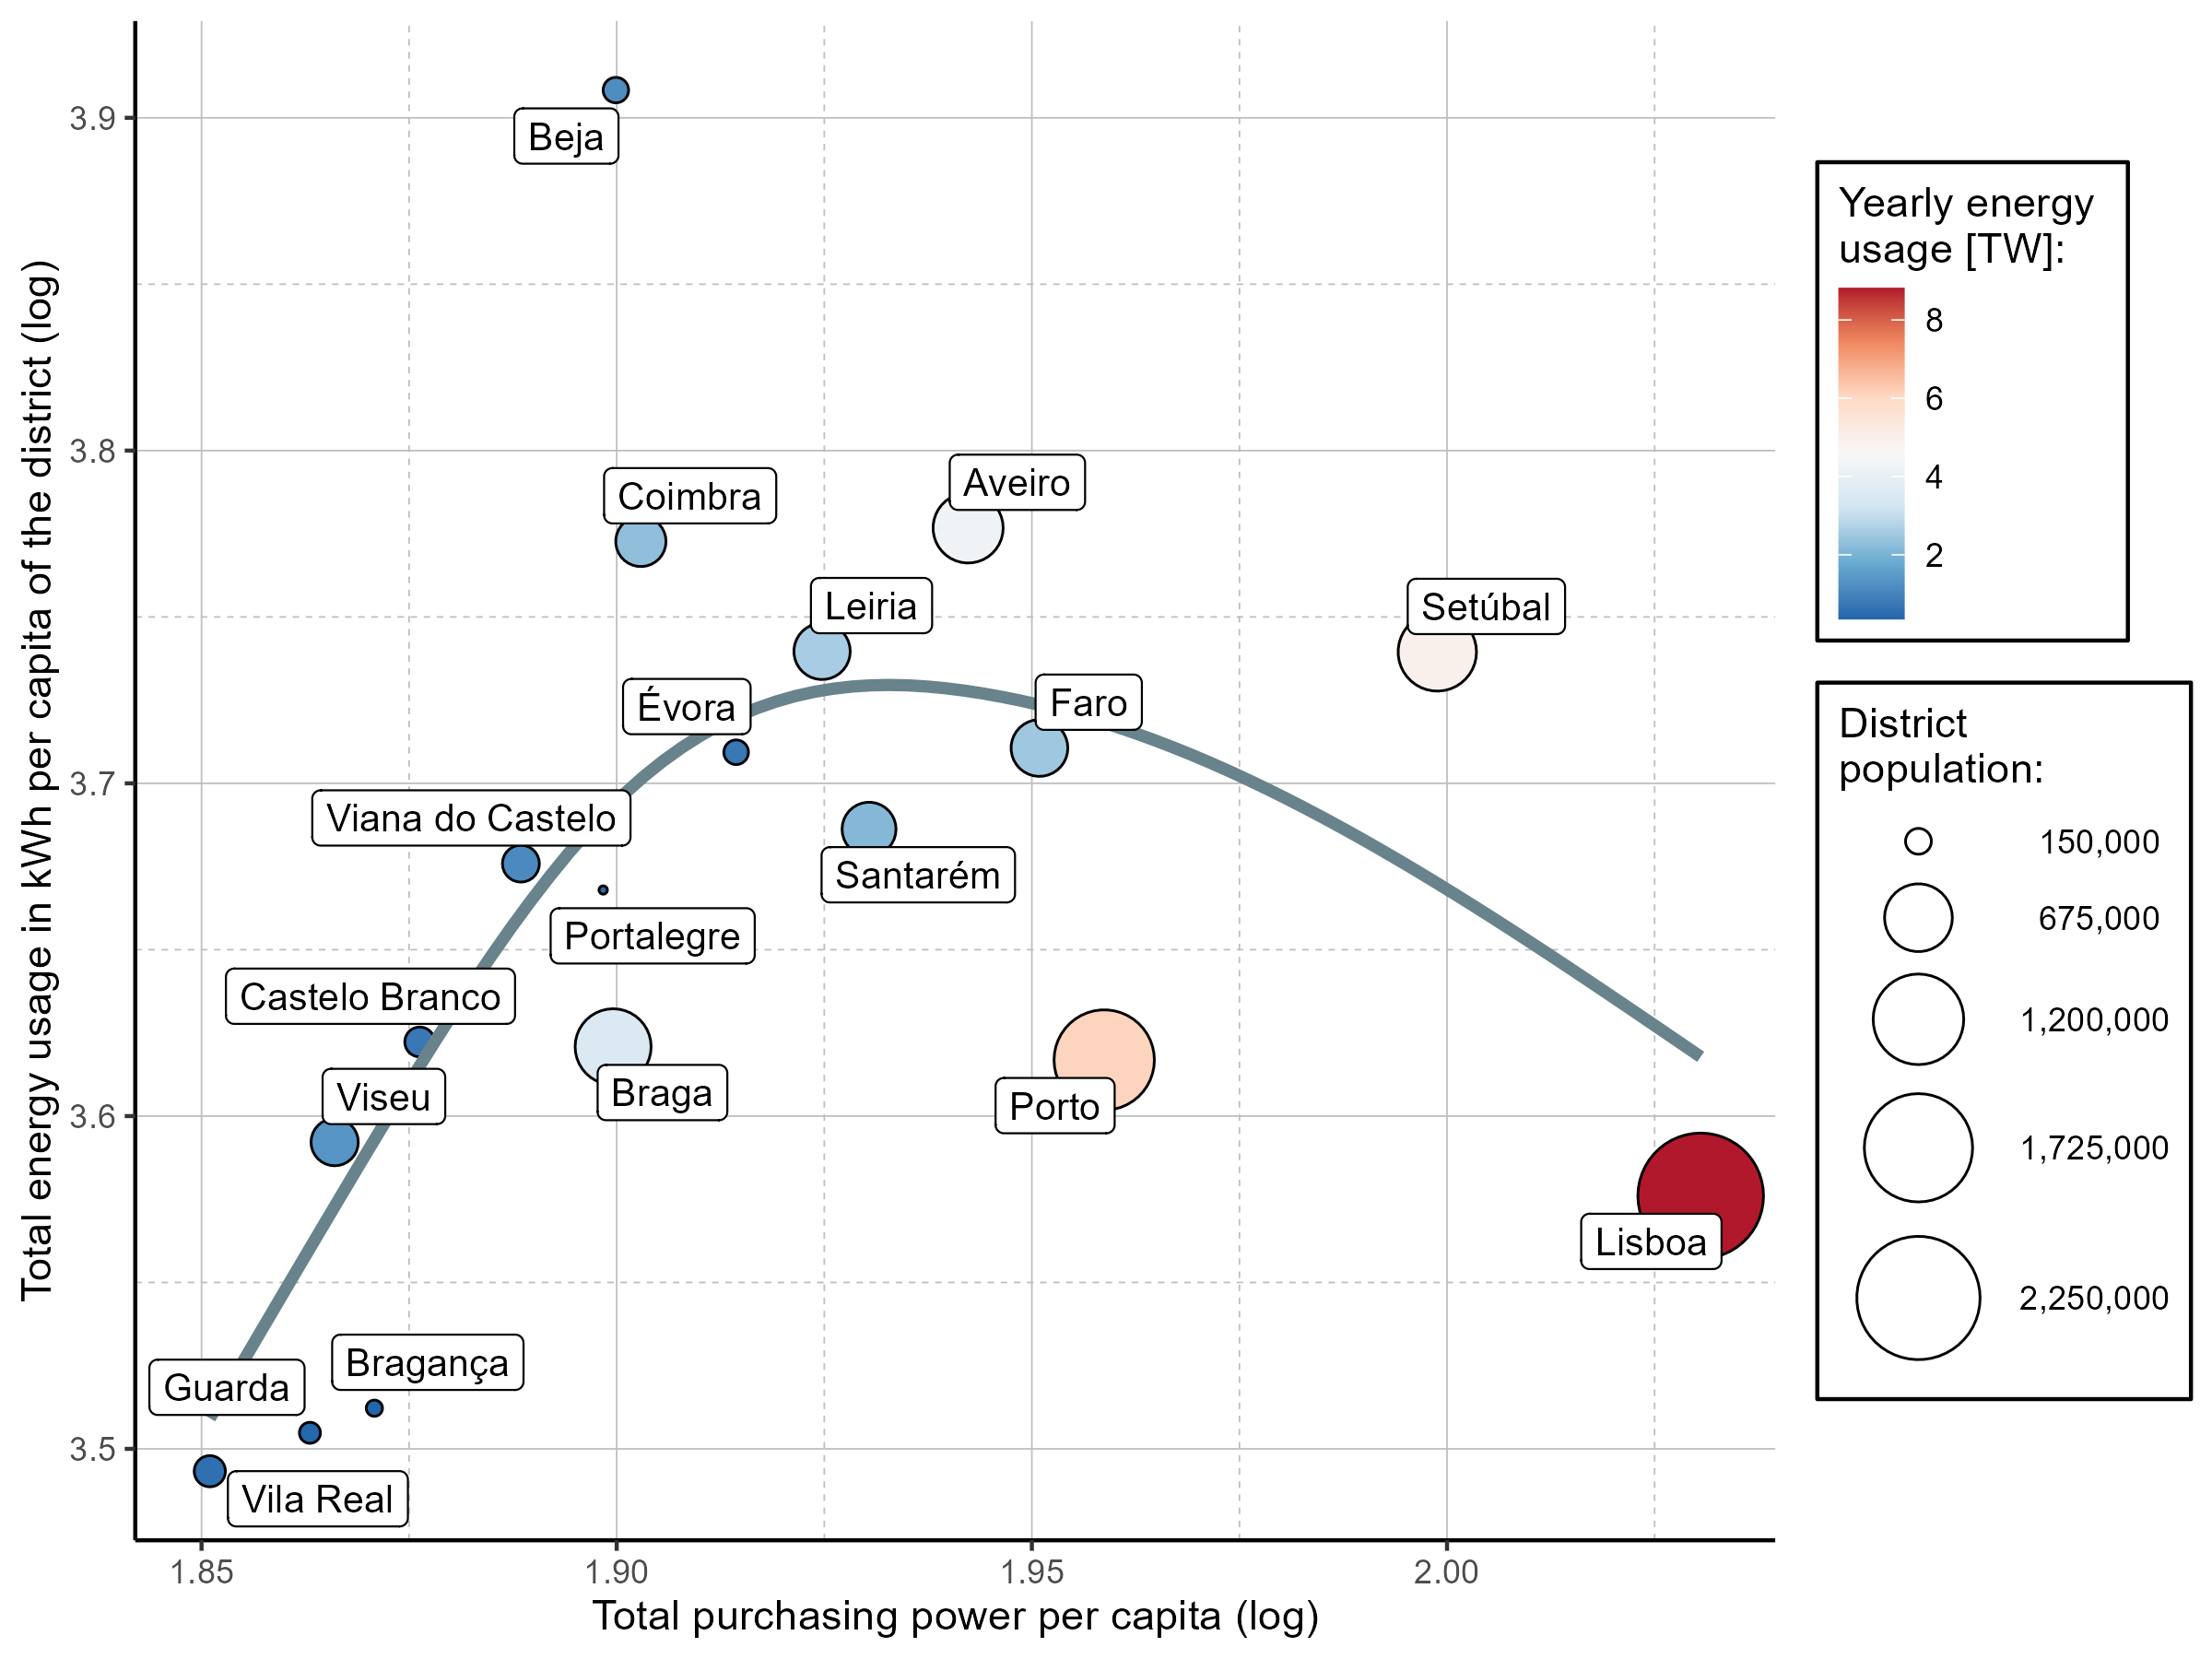 Total energy usage in kWh per capita of the district (log)
3.9
3.8
3.7
3.6
3.5
Beja
Coimbra
Aveiro
Leiria
Setúbal
Évora
Faro
Viana do Castelo
Santarém
Portalegre
Castelo Branco
Viseu
Braga
Porto
Lisboa
Bragança
Guarda
Vila Real
1.85
1.90
1.95
2.00
Total purchasing power per capita (log)
Yearly energy
usage [TW]:
8
6
4
2
District
population:
150,000
675,000
1,200,000
1,725,000
2,250,000